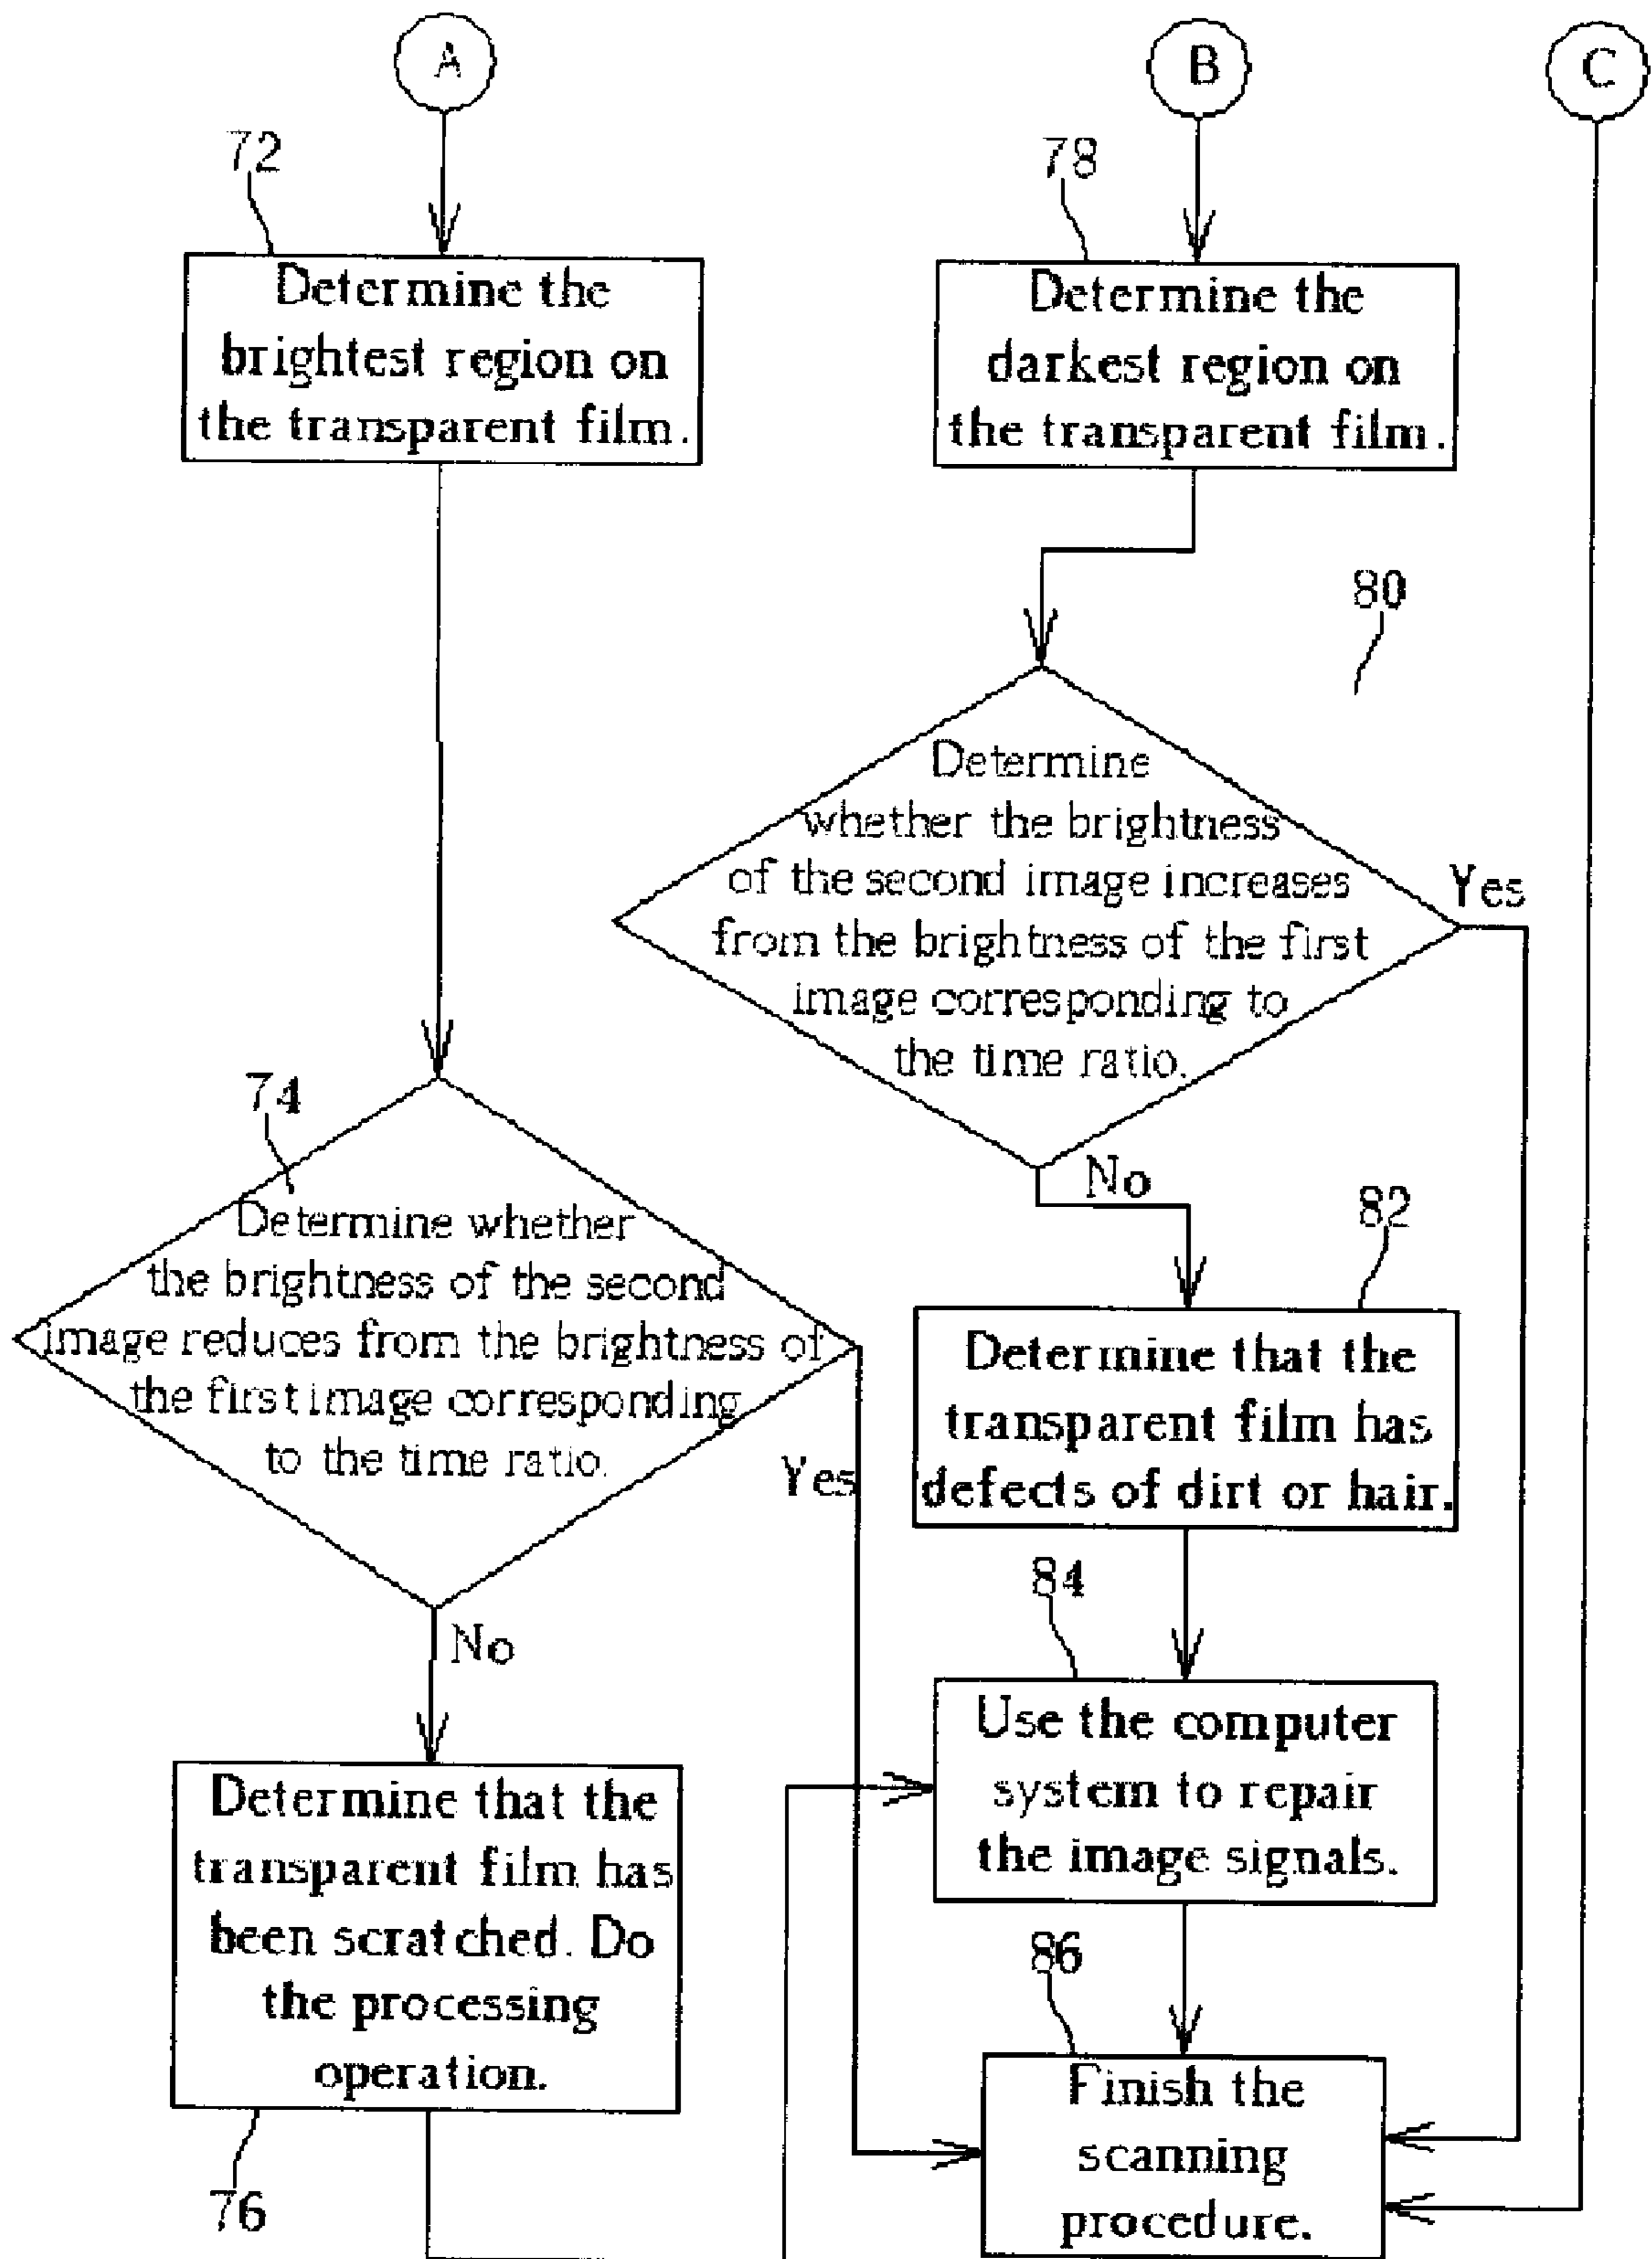 A
B
C
72
Determine the
brightest region on
the transparent film.
78
Determine the
darkest region on
the transparent film.
80
Determine
whether the brightness
of the second image increases
from the brightness of the first
image corresponding to
the time ratio.
Yes
No
74
Determine whether
the brightness of the second
image reduces from the brightness of
the first image corresponding
to the time ratio.
Yes
No
82
Determine that the
transparent film has
defects of dirt or hair.
84
Use the computer
system to repair
the image signals.
Determine that the
transparent film has
been scratched. Do
the processing
operation.
76
86
Finish the
scanning
procedure.